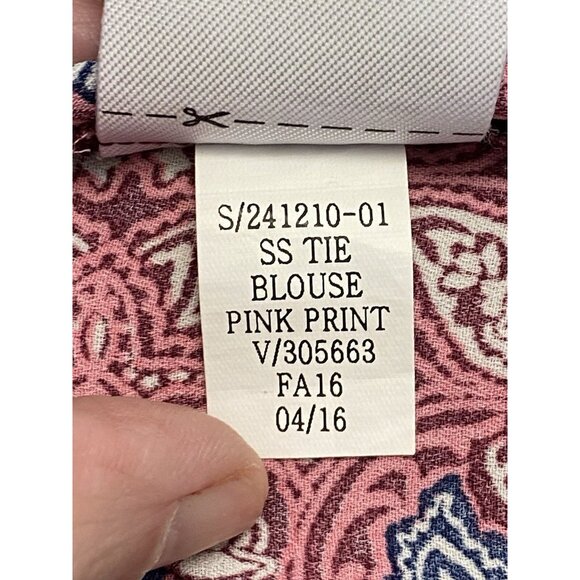 S/241210-01
SS TIE
BLOUSE
PINK PRINT
V/305663
FA16
04/16